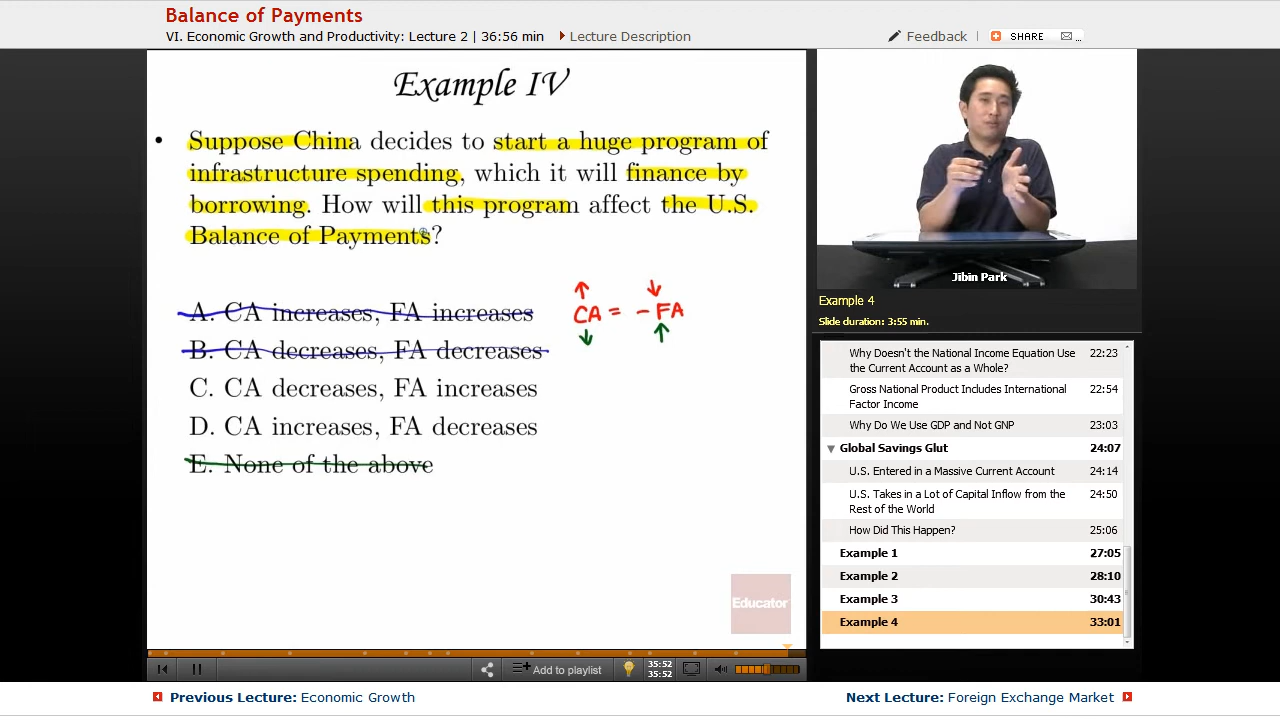 Balance of Payments
VI. Economic Growth and Productivity: Lecture 2 | 36:56 min
Lecture Description
Feedback
SHARE
Example IV
• Suppose China decides to start a huge program of
infrastructure spending, which it will finance by
borrowing. How will this program affect the U.S.
Balance of Payments?
A. CA increases, FA increases
B. CA decreases, FA decreases
C. CA decreases, FA increases
D. CA increases, FA decreases
E. None of the above
↑ ↓
CA = - FA
↓ ↑
Educator
35:52
35:52
Add to playlist
Jibin Park
Example 4
Slide duration: 3:55 min.
Why Doesn't the National Income Equation Use 22:23
the Current Account as a Whole?
Gross National Product Includes International 22:54
Factor Income
Why Do We Use GDP and Not GNP 23:03
Global Savings Glut 24:07
U.S. Entered in a Massive Current Account 24:14
U.S. Takes in a Lot of Capital Inflow from the 24:50
Rest of the World
How Did This Happen? 25:06
Example 1 27:05
Example 2 28:10
Example 3 30:43
Example 4 33:01
Previous Lecture: Economic Growth
Next Lecture: Foreign Exchange Market